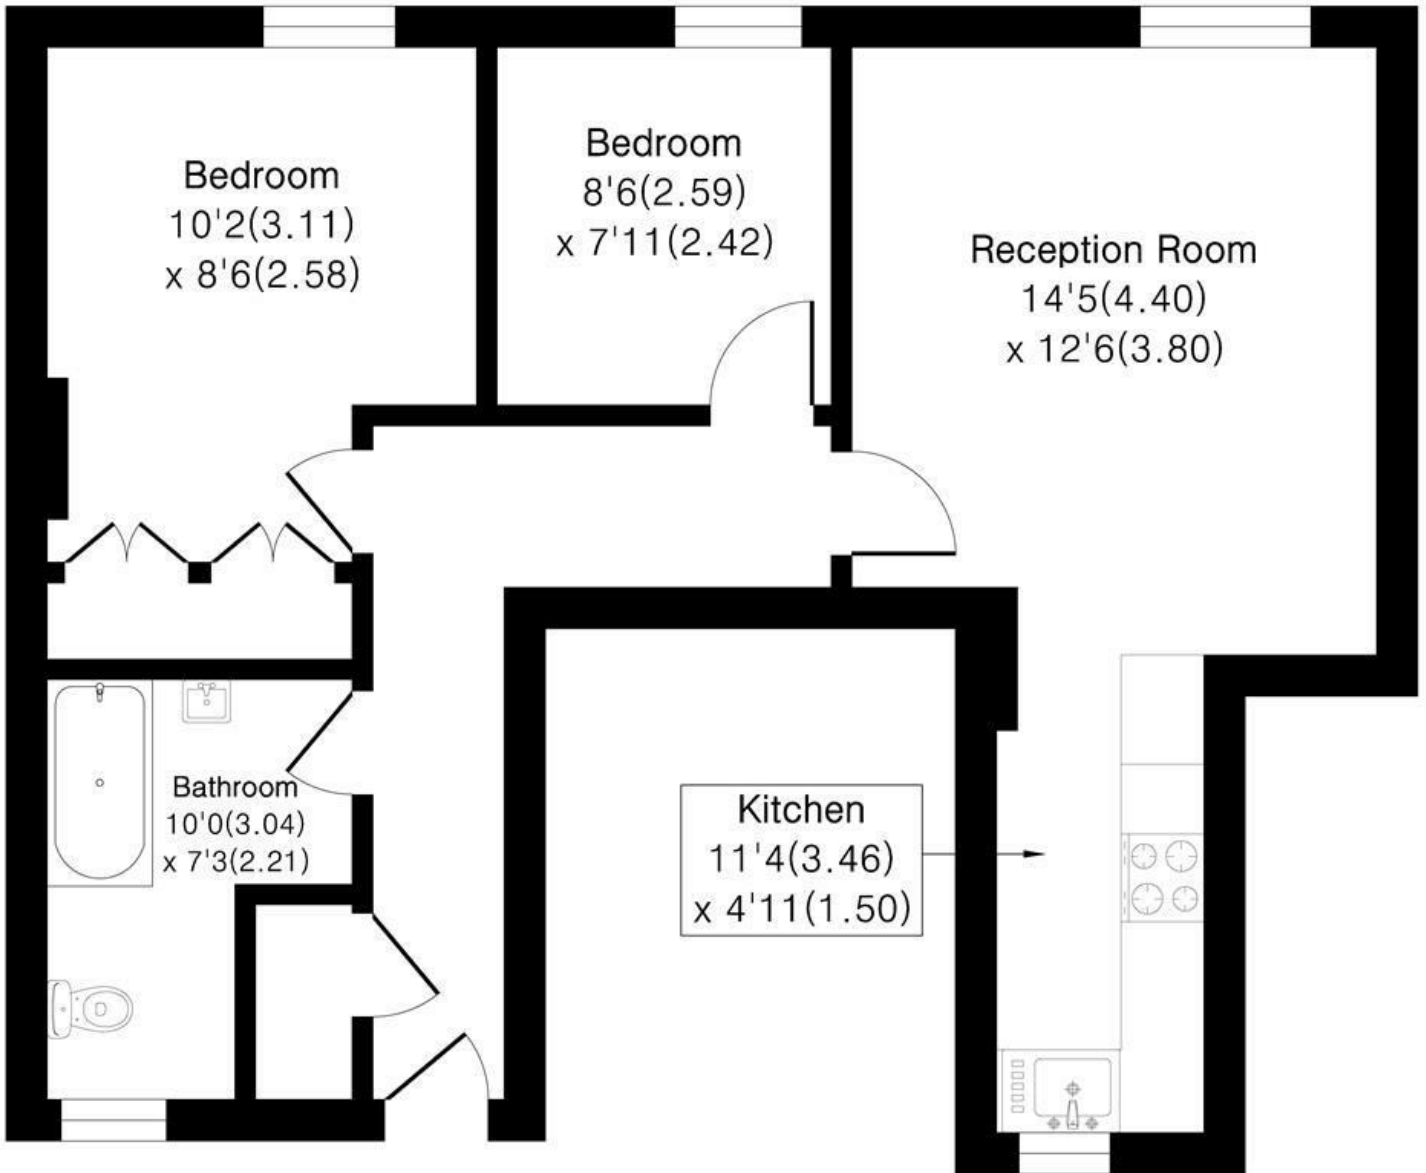 Bedroom
10'2(3.11)
x 8'6(2.58)
Bedroom
8'6(2.59)
x 7'11(2.42)
Reception Room
14'5(4.40)
x 12'6(3.80)
Bathroom
10'0(3.04)
x 7'3(2.21)
Kitchen
11'4(3.46)
x 4'11(1.50)